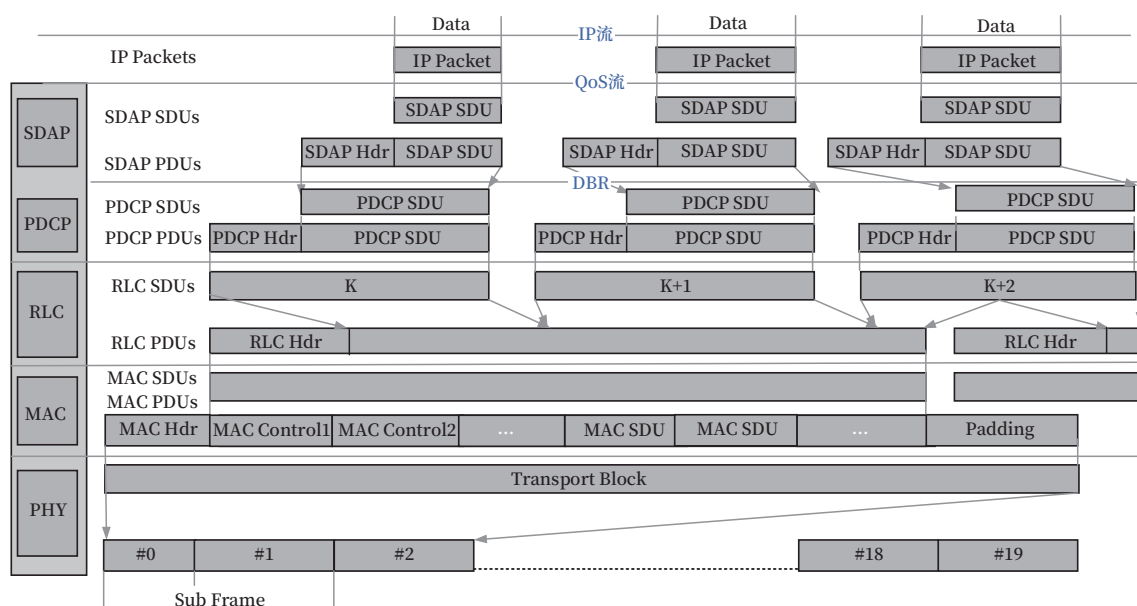 Data Data Data
IP流
IP Packets IP Packet IP Packet IP Packet
QoS流
SDAP
SDAP SDUs SDAP SDU SDAP SDU SDAP SDU
SDAP PDUs SDAP Hdr SDAP SDU SDAP Hdr SDAP SDU SDAP Hdr SDAP SDU
DBR
PDCP
PDCP SDUs PDCP SDU PDCP SDU PDCP SDU
PDCP PDUs PDCP Hdr PDCP SDU PDCP Hdr PDCP SDU PDCP Hdr PDCP SDU
RLC
RLC SDUs K K+1 K+2
RLC PDUs RLC Hdr RLC Hdr
MAC
MAC SDUs
MAC PDUs
MAC Hdr MAC Control1 MAC Control2 ... MAC SDU MAC SDU ... Padding
PHY
Transport Block
#0 #1 #2 #18 #19
Sub Frame